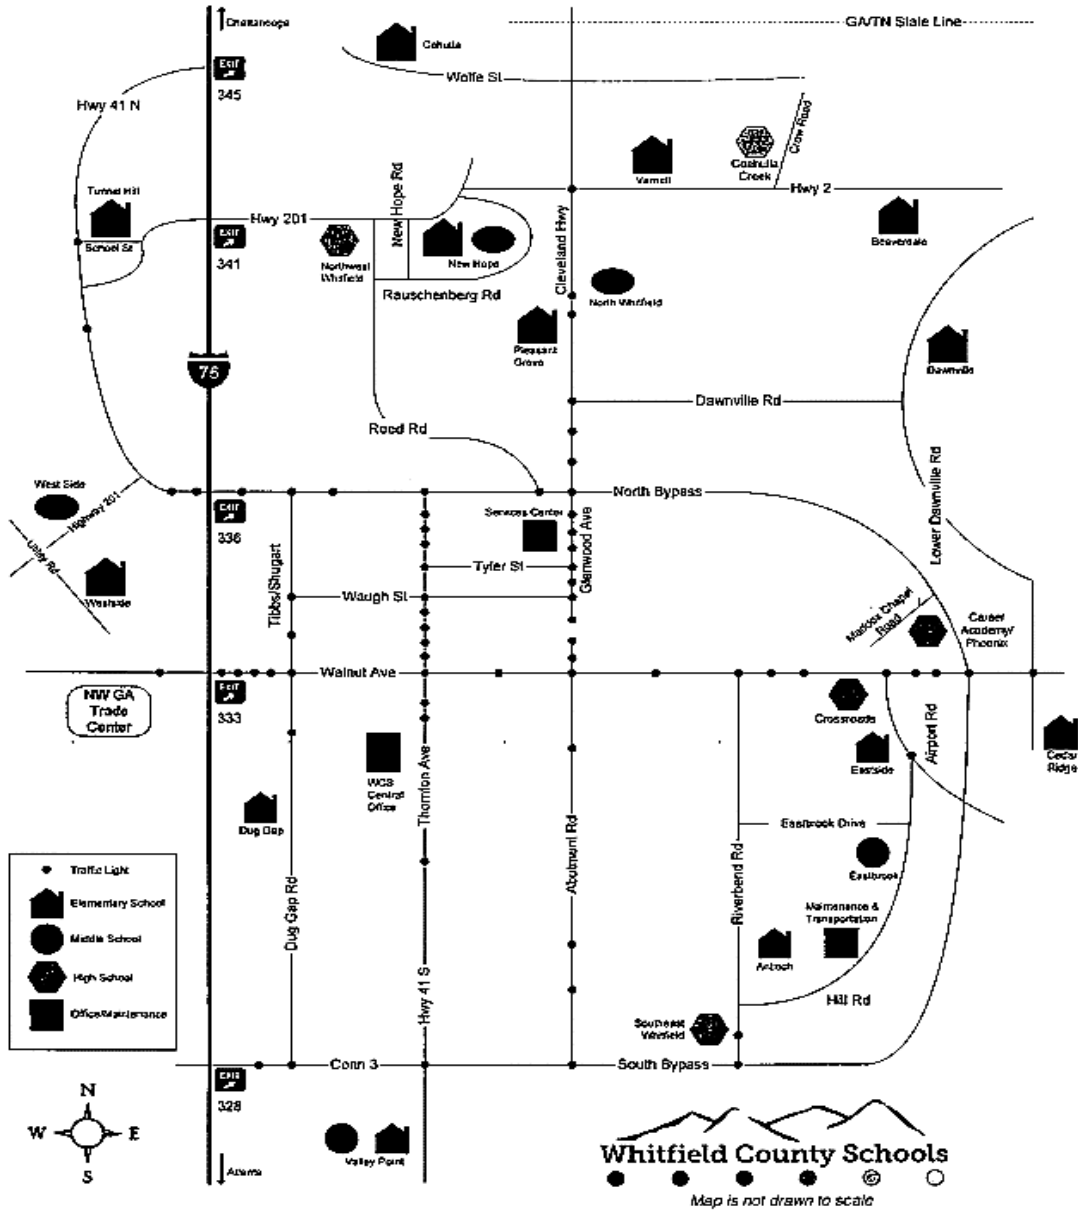 Chattanooga
GA/TN State Line
Cohutta
Wolfe St
EXIT
345
Hwy 41 N
Crow Road
Varnell
Coahulla
Creek
Hwy 2
Tunnel Hill
School St
New Hope Rd
Hwy 201
EXIT
341
Northwest
Whitfield
New Hope
Rauschenberg Rd
Cleveland Hwy
Beaverdale
North Whitfield
Pleasant
Grove
Dawnville
75
Dawnville Rd
Reed Rd
Lower Dawnville Rd
West Side
Highway 201
Utility Rd
Westside
EXIT
336
North Bypass
Services Center
Glenwood Ave
Tyler St
Tibbs/Shugart
Waugh St
Maddox Chapel
Road
Career
Academy/
Phoenix
Walnut Ave
NW GA
Trade
Center
EXIT
333
Crossroads
Airport Rd
Eastside
Cedar
Ridge
WCS
Central
Office
Thornton Ave
Dug Gap
Abutment Rd
Eastbrook Drive
Eastbrook
Riverbend Rd
Maintenance &
Transportation
Antioch
Dug Gap Rd
Hwy 41 S
Hill Rd
Southeast
Whitfield
Traffic Light
Elementary School
Middle School
High School
Office/Maintenance
Conn 3
South Bypass
EXIT
328
N
W E
S
Valley Point
Atlanta
Whitfield County Schools
Map is not drawn to scale